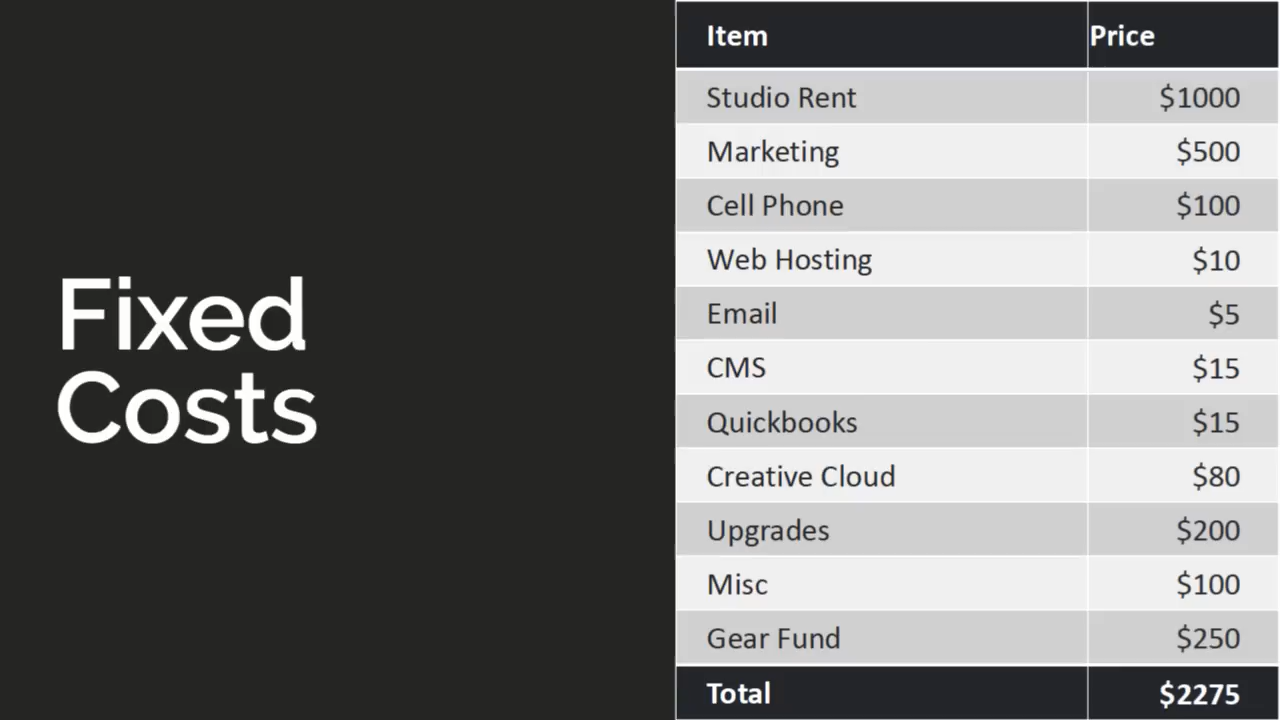 Fixed
Costs
Item Price
Studio Rent $1000
Marketing $500
Cell Phone $100
Web Hosting $10
Email $5
CMS $15
Quickbooks $15
Creative Cloud $80
Upgrades $200
Misc $100
Gear Fund $250
Total $2275